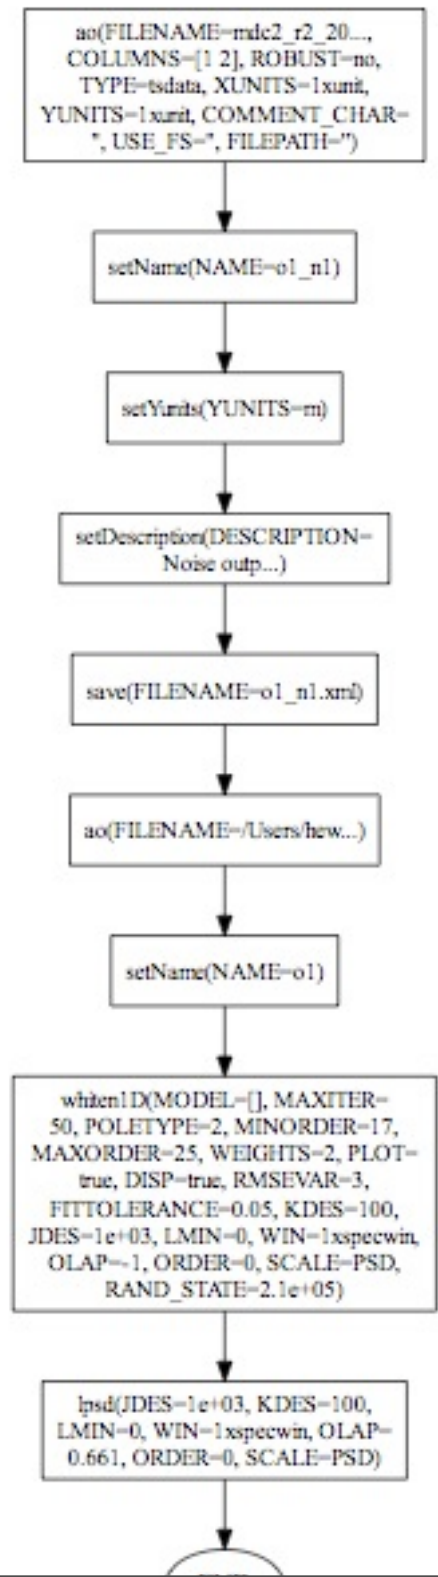 ao(FILENAME=mdc2_r2_20...,
COLUMNS=[1 2], ROBUST=no,
TYPE=tsdata, XUNITS=1xunit,
YUNITS=1xunit, COMMENT_CHAR=
'', USE_FS='', FILEPATH='')
setName(NAME=o1_n1)
setYunits(YUNITS=m)
setDescription(DESCRIPTION=
Noise outp...)
save(FILENAME=o1_n1.xml)
ao(FILENAME=/Users/hew...)
setName(NAME=o1)
whiten1D(MODEL=[], MAXITER=
50, POLETYPE=2, MINORDER=17,
MAXORDER=25, WEIGHTS=2, PLOT=
true, DISP=true, RMSEVAR=3,
FITTOLERANCE=0.05, KDES=100,
JDES=1e+03, LMIN=0, WIN=1xspecwin,
OLAP=-1, ORDER=0, SCALE=PSD,
RAND_STATE=2.1e+05)
lpsd(JDES=1e+03, KDES=100,
LMIN=0, WIN=1xspecwin, OLAP=
0.661, ORDER=0, SCALE=PSD)